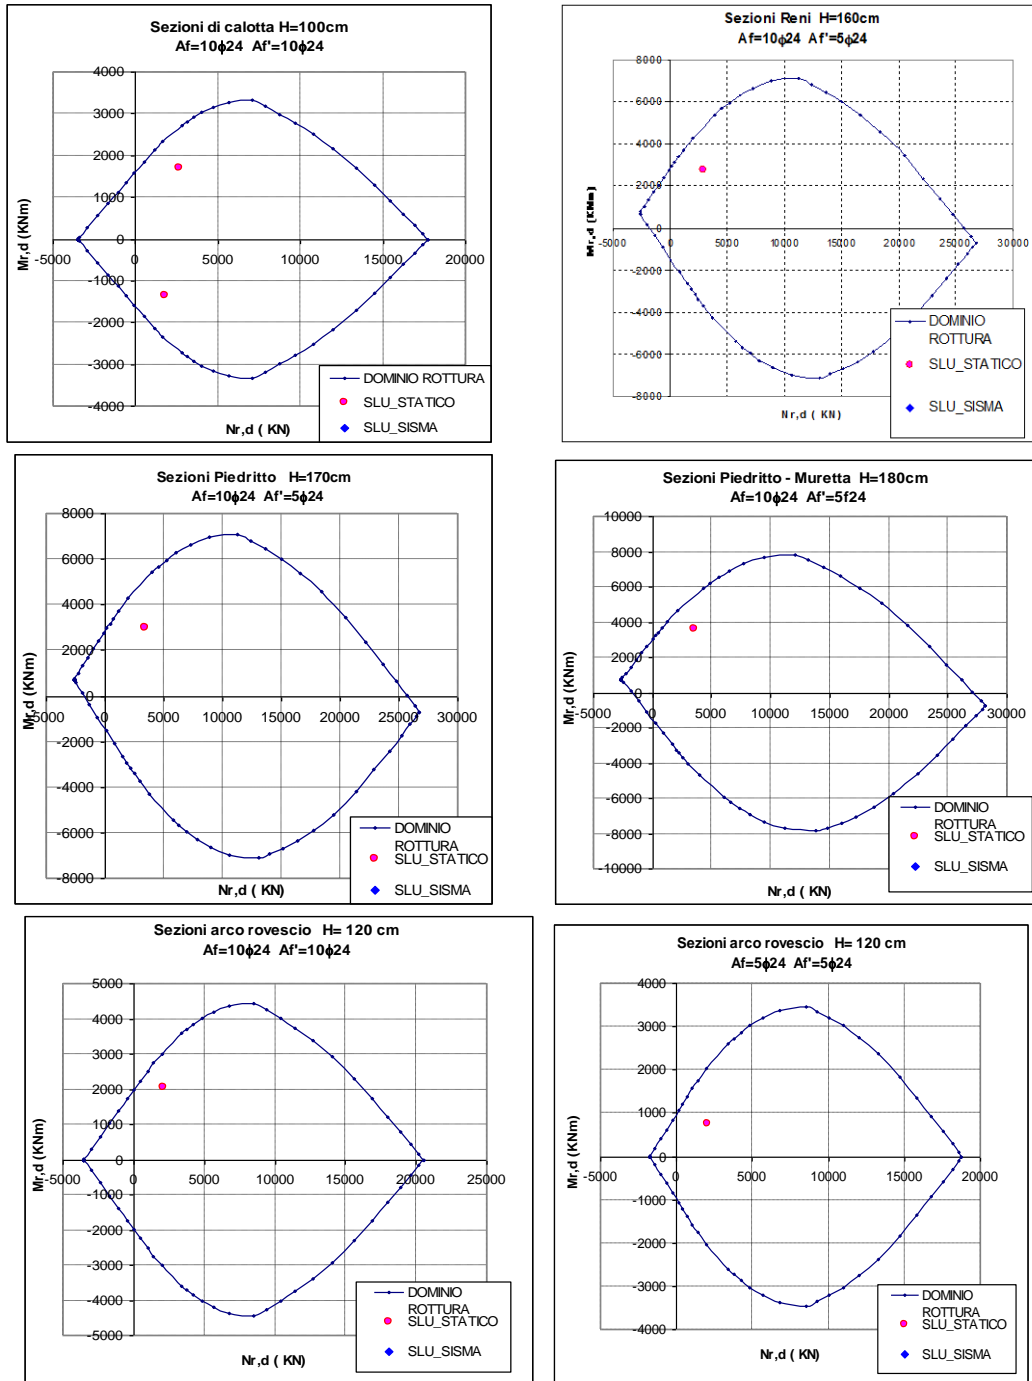 Sezioni di calotta H=100cm
Af=10ϕ24 Af'=10ϕ24
4000
3000
2000
1000
0
-1000
-2000
-3000
-4000
-5000 0 5000 10000 15000 20000
Mr,d (KNm)
Nr,d ( KN)
DOMINIO ROTTURA
SLU_STATICO
SLU_SISMA
Sezioni Reni H=160cm
Af=10ϕ24 Af'=5ϕ24
8000
6000
4000
2000
0
-2000
-4000
-6000
-8000
-5000 0 5000 10000 15000 20000 25000 30000
Mr,d (KNm)
Nr,d ( KN)
DOMINIO
ROTTURA
SLU_STATICO
SLU_SISMA
Sezioni Piedritto H=170cm
Af=10ϕ24 Af'=5ϕ24
8000
6000
4000
2000
0
-2000
-4000
-6000
-8000
-5000 0 5000 10000 15000 20000 25000 30000
Mr,d (KNm)
Nr,d ( KN)
DOMINIO
ROTTURA
SLU_STATICO
SLU_SISMA
Sezioni Piedritto - Muretta H=180cm
Af=10ϕ24 Af'=5f24
10000
8000
6000
4000
2000
0
-2000
-4000
-6000
-8000
-10000
-5000 0 5000 10000 15000 20000 25000 30000
Mr,d (KNm)
Nr,d ( KN)
DOMINIO
ROTTURA
SLU_STATICO
SLU_SISMA
Sezioni arco rovescio H= 120 cm
Af=10ϕ24 Af'=10ϕ24
5000
4000
3000
2000
1000
0
-1000
-2000
-3000
-4000
-5000
-5000 0 5000 10000 15000 20000 25000
Mr,d (KNm)
Nr,d ( KN)
DOMINIO
ROTTURA
SLU_STATICO
SLU_SISMA
Sezioni arco rovescio H= 120 cm
Af=5ϕ24 Af'=5ϕ24
4000
3000
2000
1000
0
-1000
-2000
-3000
-4000
-5000 0 5000 10000 15000 20000
Mr,d (KNm)
Nr,d ( KN)
DOMINIO
ROTTURA
SLU_STATICO
SLU_SISMA